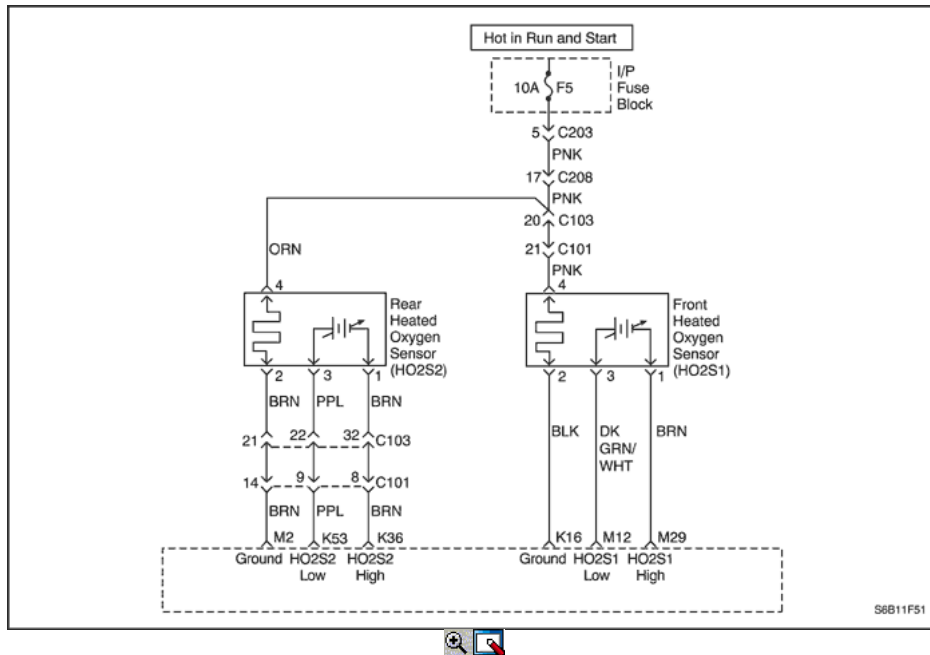 Hot in Run and Start
I/P
10A F5 Fuse
Block
5 C203
PNK
17 C208
PNK
20 C103
ORN
21 C101
PNK
4
4
Rear
Heated
Oxygen
Sensor
(HO2S2)
Front
Heated
Oxygen
Sensor
(HO2S1)
2 3 1
2 3 1
BRN PPL BRN
BLK DK BRN
GRN/
WHT
21 22 32 C103
14 9 8 C101
BRN PPL BRN
M2 K53 K36
K16 M12 M29
Ground HO2S2 HO2S2
Low High
Ground HO2S1 HO2S1
Low High
S6B11F51